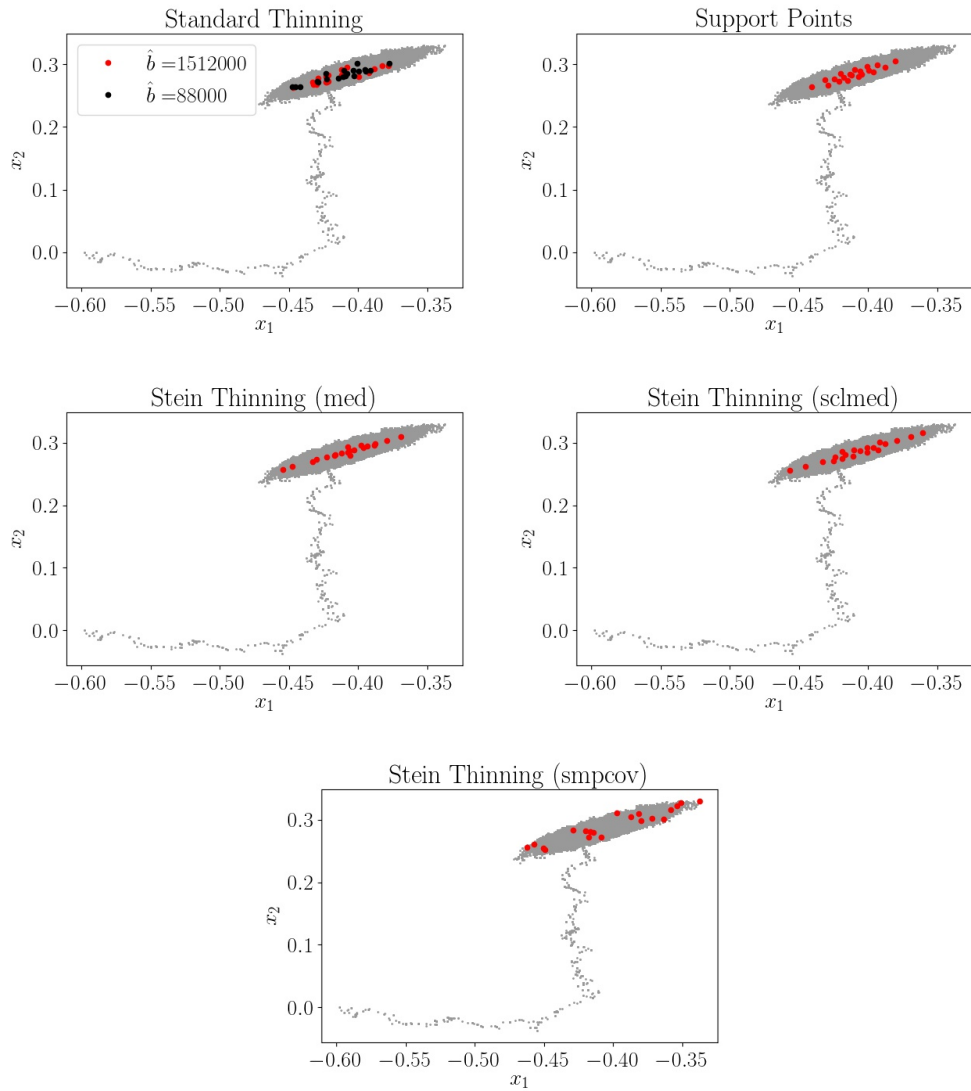 Standard Thinning
b̂ =1512000
b̂ =88000
0.3
0.2
0.1
0.0
x₂
−0.60 −0.55 −0.50 −0.45 −0.40 −0.35
x₁
Support Points
0.3
0.2
0.1
0.0
x₂
−0.60 −0.55 −0.50 −0.45 −0.40 −0.35
x₁
Stein Thinning (med)
0.3
0.2
0.1
0.0
x₂
−0.60 −0.55 −0.50 −0.45 −0.40 −0.35
x₁
Stein Thinning (sclmed)
0.3
0.2
0.1
0.0
x₂
−0.60 −0.55 −0.50 −0.45 −0.40 −0.35
x₁
Stein Thinning (smpcov)
0.3
0.2
0.1
0.0
x₂
−0.60 −0.55 −0.50 −0.45 −0.40 −0.35
x₁